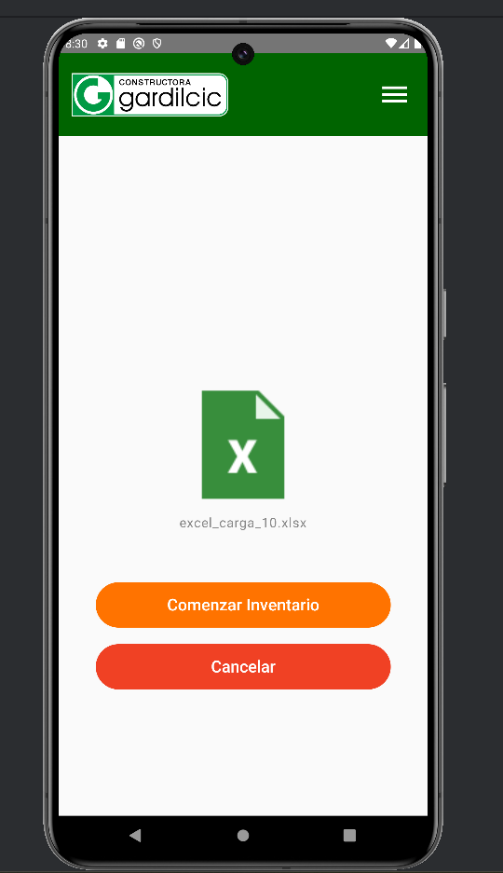 8:30
CONSTRUCTORA
gardilcic
X
excel_carga_10.xlsx
Comenzar Inventario
Cancelar